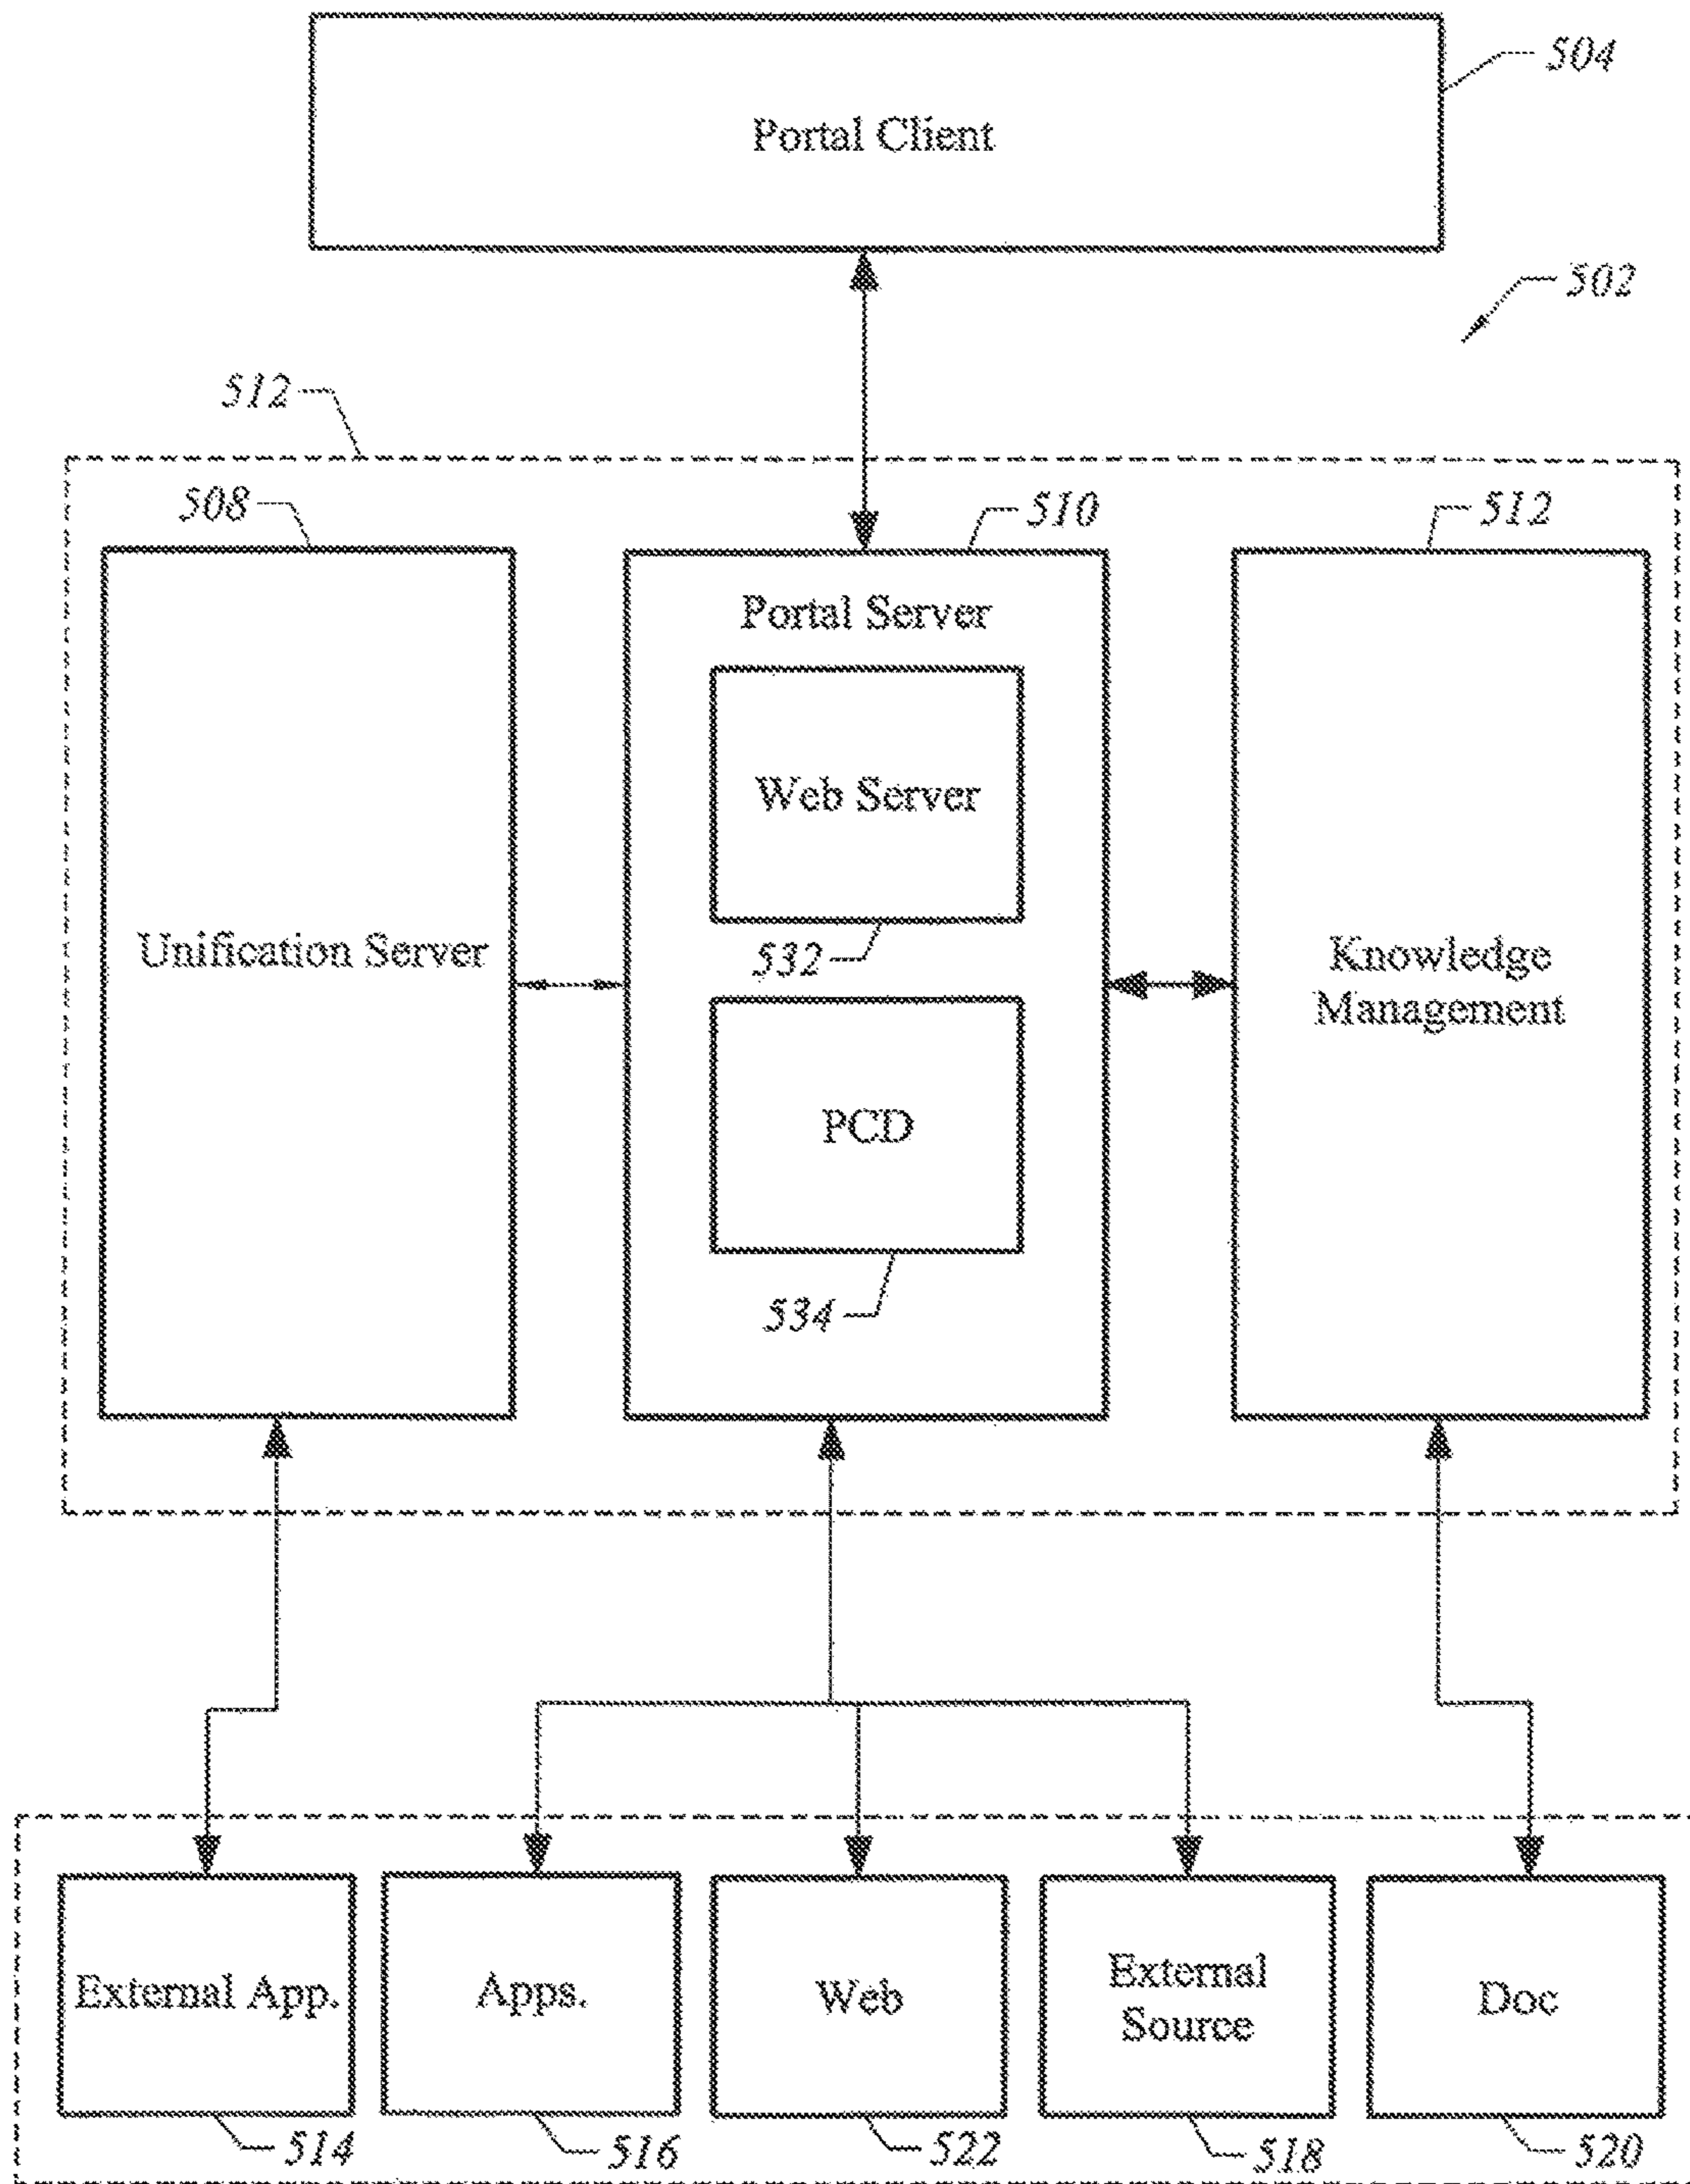 504
Portal Client
502
512
508
510
512
Portal Server
Web Server
532
Unification Server
Knowledge
Management
PCD
534
External App.
Apps.
Web
External
Source
Doc
514
516
522
518
520